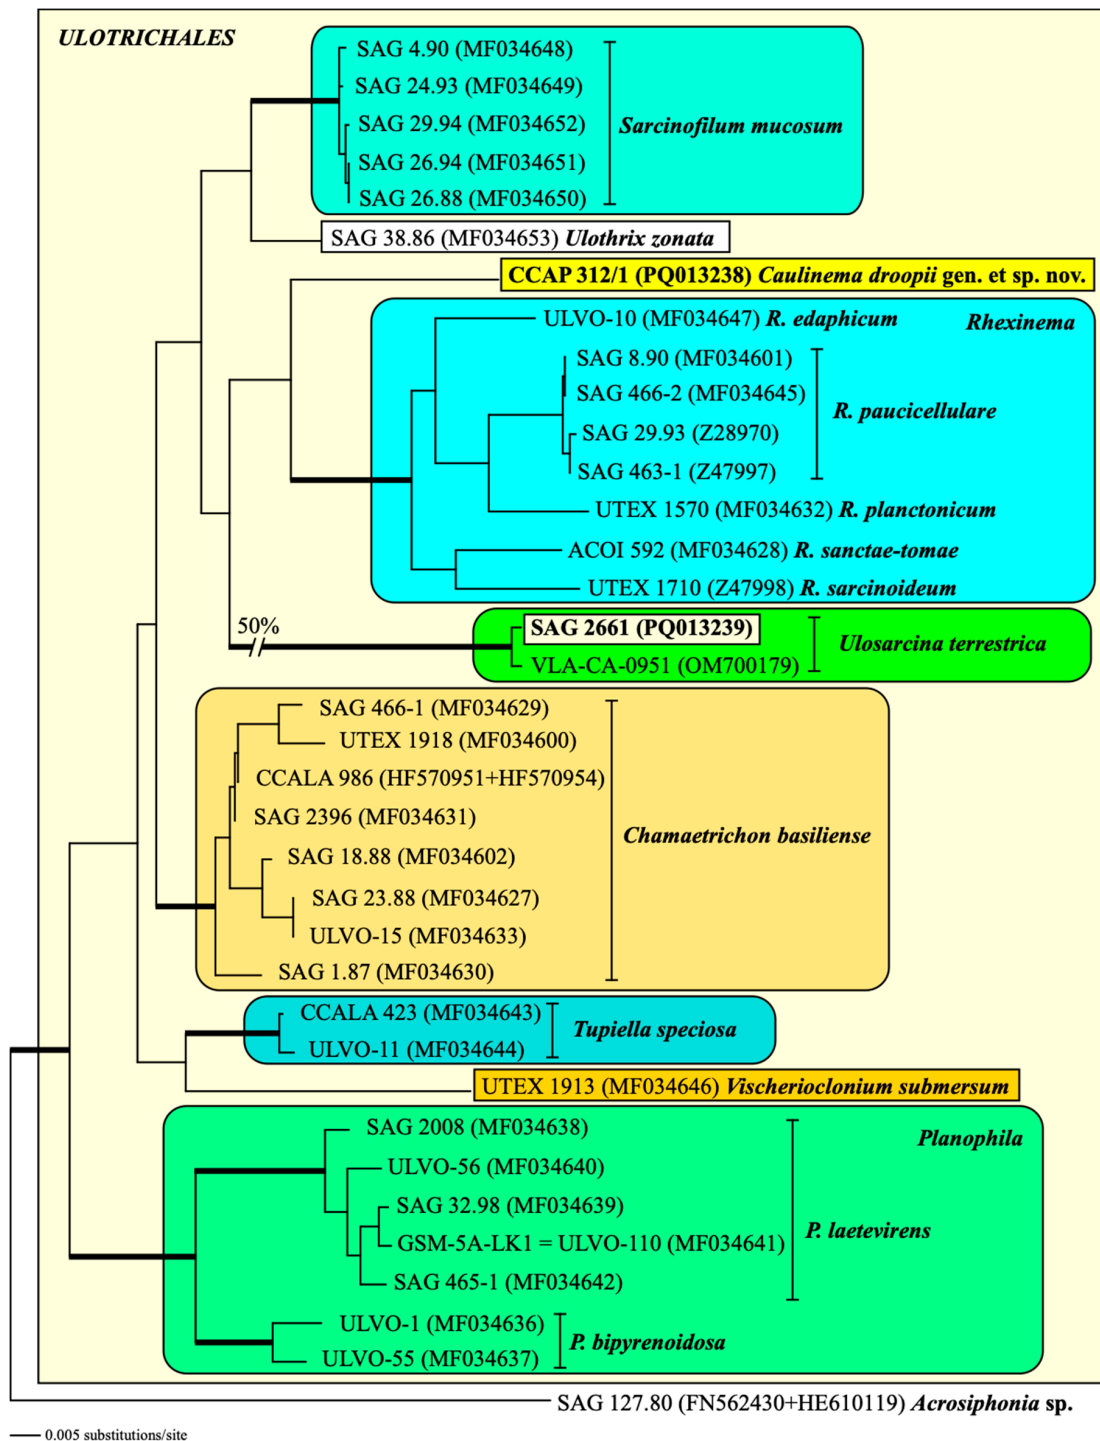 ULOTRICHALES
SAG 4.90 (MF034648)
SAG 24.93 (MF034649)
SAG 29.94 (MF034652)
Sarcinofilum mucosum
SAG 26.94 (MF034651)
SAG 26.88 (MF034650)
SAG 38.86 (MF034653) Ulothrix zonata
CCAP 312/1 (PQ013238) Caulinema droopii gen. et sp. nov.
ULVO-10 (MF034647) R. edaphicum
Rhexinema
SAG 8.90 (MF034601)
SAG 466-2 (MF034645)
R. paucicellulare
SAG 29.93 (Z28970)
SAG 463-1 (Z47997)
UTEX 1570 (MF034632) R. planctonicum
ACOI 592 (MF034628) R. sanctae-tomae
UTEX 1710 (Z47998) R. sarcinoideum
50%
SAG 2661 (PQ013239)
Ulosarcina terrestrica
VLA-CA-0951 (OM700179)
SAG 466-1 (MF034629)
UTEX 1918 (MF034600)
CCALA 986 (HF570951+HF570954)
SAG 2396 (MF034631)
Chamaetrichon basiliense
SAG 18.88 (MF034602)
SAG 23.88 (MF034627)
ULVO-15 (MF034633)
SAG 1.87 (MF034630)
CCALA 423 (MF034643)
Tupiella speciosa
ULVO-11 (MF034644)
UTEX 1913 (MF034646) Vischerioclonium submersum
SAG 2008 (MF034638)
Planophila
ULVO-56 (MF034640)
SAG 32.98 (MF034639)
P. laetevirens
GSM-5A-LK1 = ULVO-110 (MF034641)
SAG 465-1 (MF034642)
ULVO-1 (MF034636)
P. bipyrenoidosa
ULVO-55 (MF034637)
SAG 127.80 (FN562430+HE610119) Acrosiphonia sp.
0.005 substitutions/site